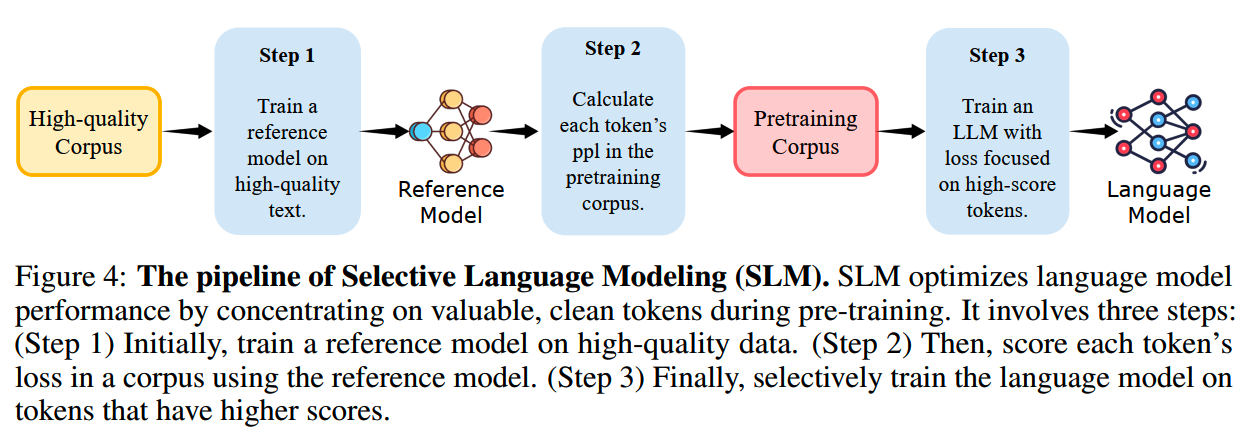 High-quality
Corpus
Step 1
Train a
reference
model on
high-quality
text.
Reference
Model
Step 2
Calculate
each token's
ppl in the
pretraining
corpus.
Pretraining
Corpus
Step 3
Train an
LLM with
loss focused
on high-score
tokens.
Language
Model
Figure 4: The pipeline of Selective Language Modeling (SLM). SLM optimizes language model
performance by concentrating on valuable, clean tokens during pre-training. It involves three steps:
(Step 1) Initially, train a reference model on high-quality data. (Step 2) Then, score each token's
loss in a corpus using the reference model. (Step 3) Finally, selectively train the language model on
tokens that have higher scores.